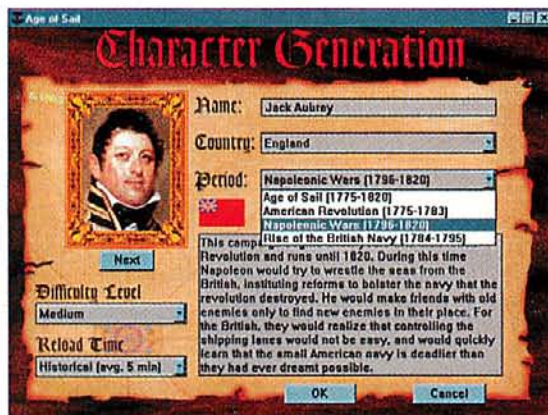 Age of Sail
Character Generation
Name: Jack Aubrey
Country: England
Period: Napoleonic Wars (1796-1820)
Age of Sail (1775-1820)
American Revolution (1775-1783)
Napoleonic Wars (1796-1820)
Rise of the British Navy (1784-1795)
This campaign
Revolution and runs until 1820. During this time
Napoleon would try to wrestle the seas from the
British, instituting reforms to bolster the navy that the
revolution destroyed. He would make friends with old
enemies only to find new enemies in their place. For
the British, they would realize that controlling the
shipping lanes would not be easy, and would quickly
learn that the small American navy is deadlier than
they had ever dreamt possible.
Next
Difficulty Level
Medium
Reload Time
Historical (avg. 5 min)
OK
Cancel